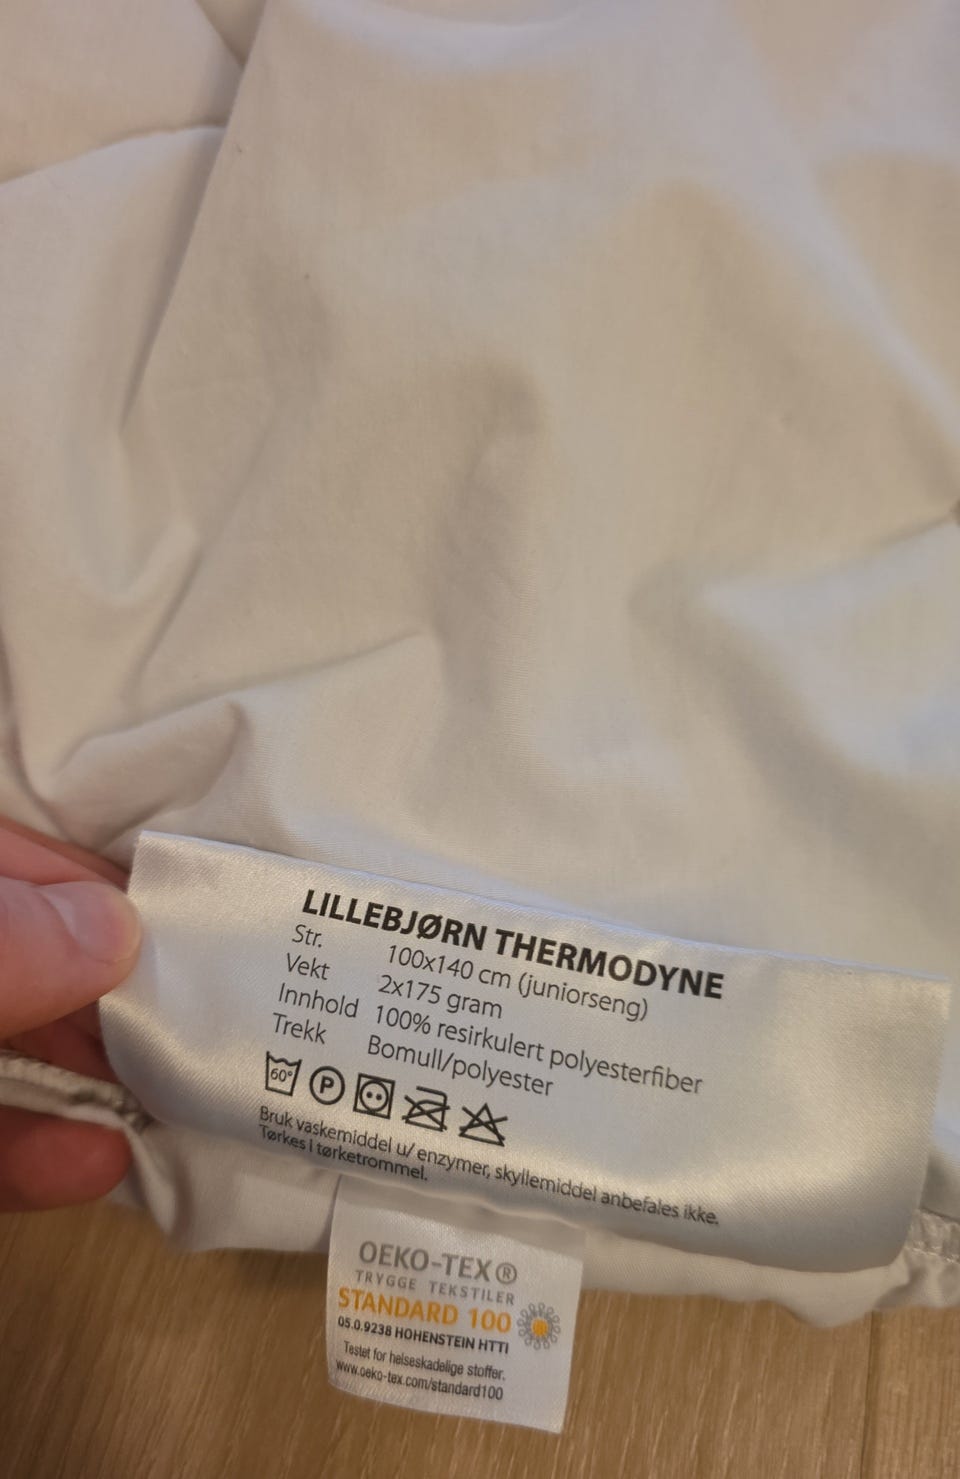 LILLEBJØRN THERMODYNE
Str. 100x140 cm (juniorseng)
Vekt 2x175 gram
Innhold 100% resirkulert polyesterfiber
Trekk Bomull/polyester
60° P
Bruk vaskemiddel u/ enzymer, skyllemiddel anbefales ikke.
Tørkes i tørketrommel.
OEKO-TEX®
TRYGGE TEKSTILER
STANDARD 100
05.0.9238 HOHENSTEIN HTTI
Testet for helseskadelige stoffer.
www.oeko-tex.com/standard100